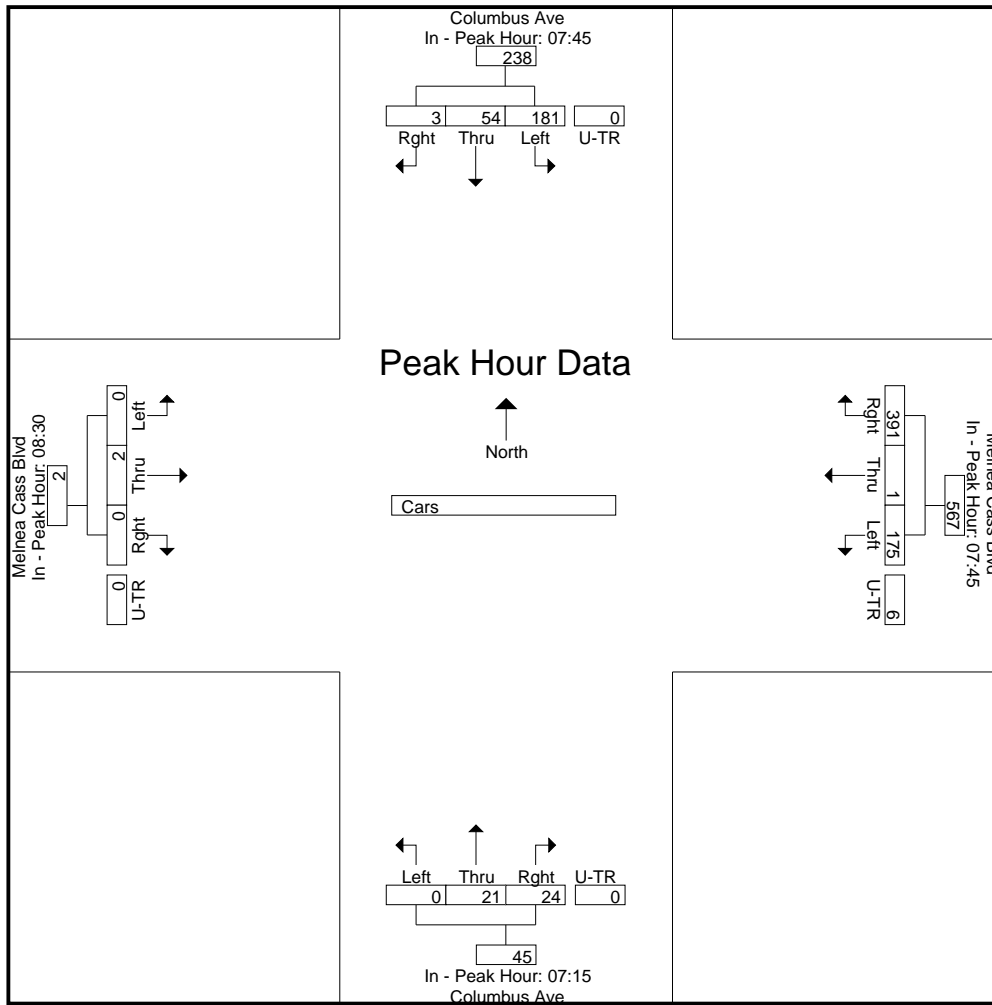 Columbus Ave
In - Peak Hour: 07:45
238
3 54 181 0
Rght Thru Left U-TR
Peak Hour Data
North
Cars
Melnea Cass Blvd
In - Peak Hour: 08:30
2
0 2 0 0
Left Thru Rght U-TR
Melnea Cass Blvd
In - Peak Hour: 07:45
567
391 1 175 6
Rght Thru Left U-TR
Left Thru Rght U-TR
0 21 24 0
45
In - Peak Hour: 07:15
Columbus Ave